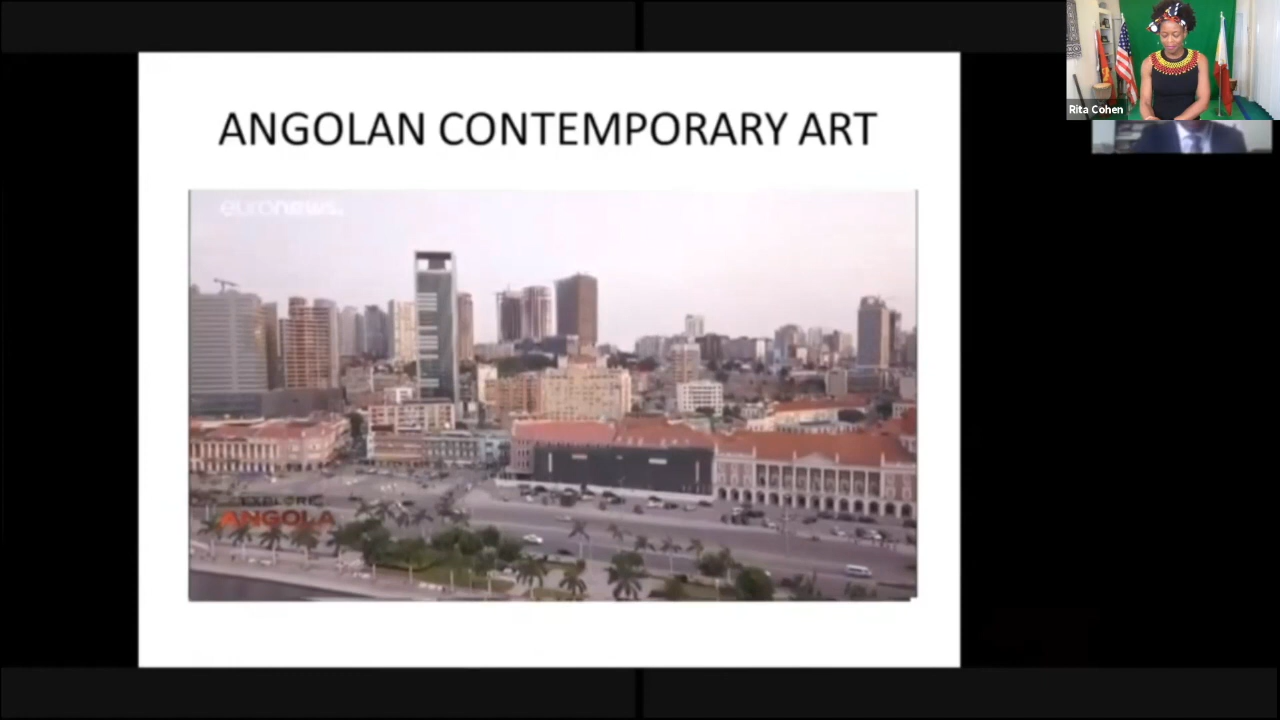 ANGOLAN CONTEMPORARY ART
Rita Cohen
euronews.
EXPLORE
ANGOLA